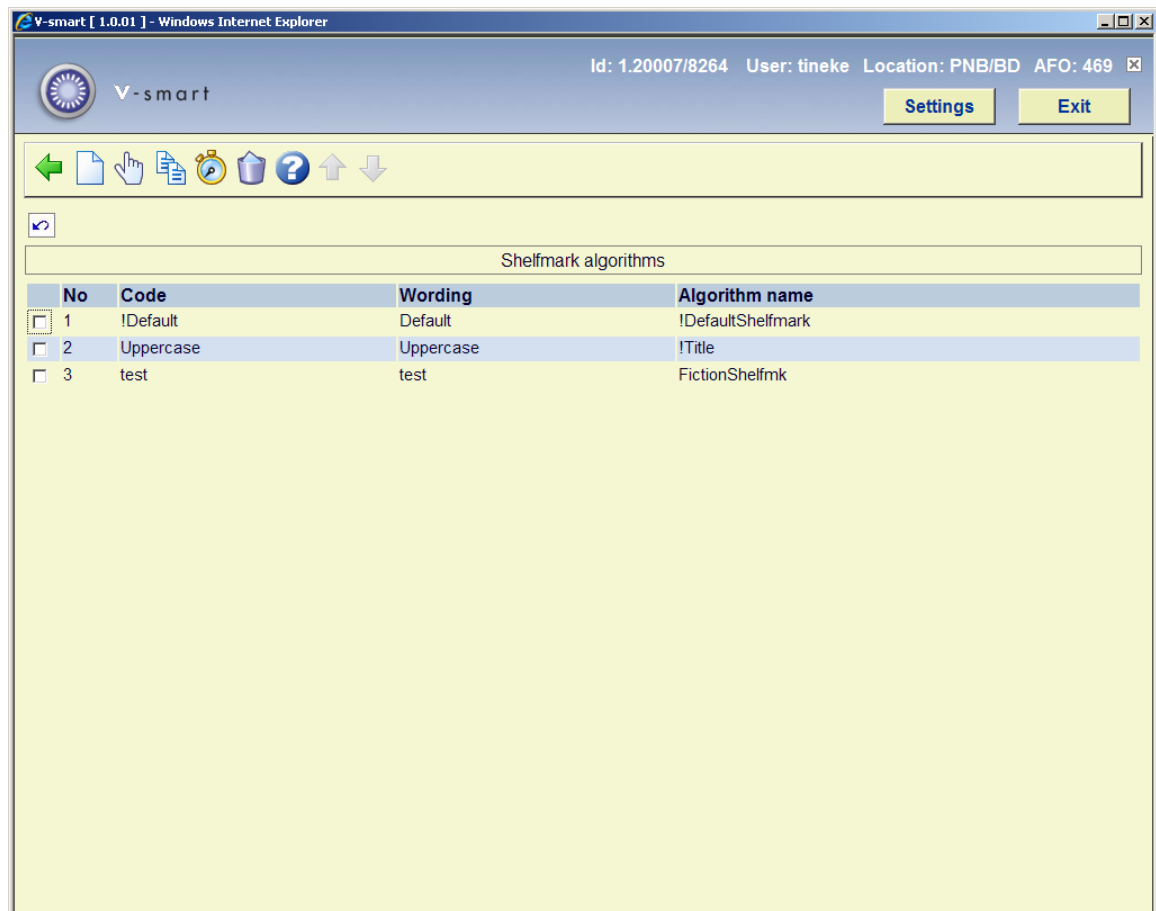 V-smart [ 1.0.01 ] - Windows Internet Explorer
Id: 1.20007/8264 User: tineke Location: PNB/BD AFO: 469
V-smart
Settings Exit
Shelfmark algorithms
No Code Wording Algorithm name
1 !Default Default !DefaultShelfmark
2 Uppercase Uppercase !Title
3 test test FictionShelfmk